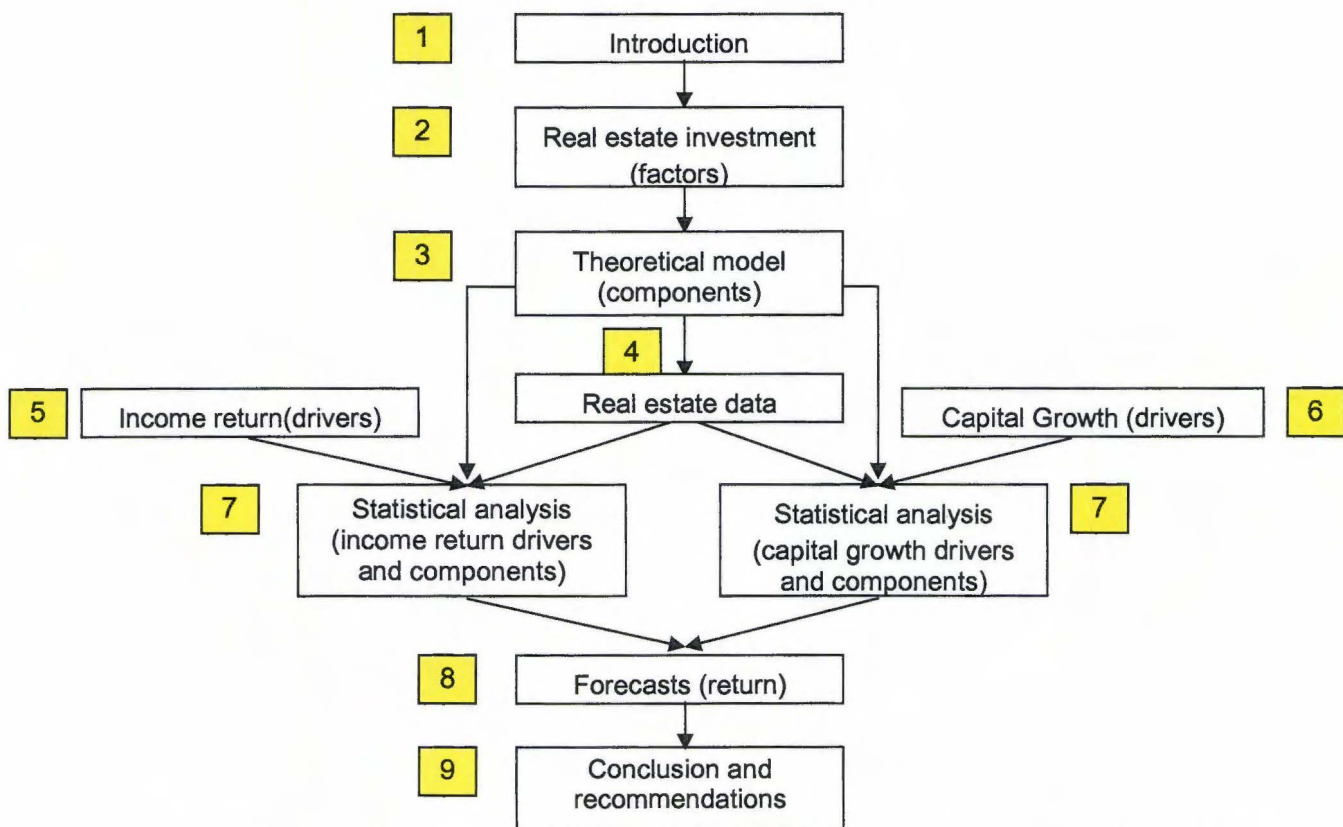 1
Introduction
2
Real estate investment
(factors)
3
Theoretical model
(components)
4
Real estate data
5
Income return(drivers)
Capital Growth (drivers)
6
7
Statistical analysis
(income return drivers
and components)
Statistical analysis
(capital growth drivers
and components)
7
8
Forecasts (return)
9
Conclusion and
recommendations